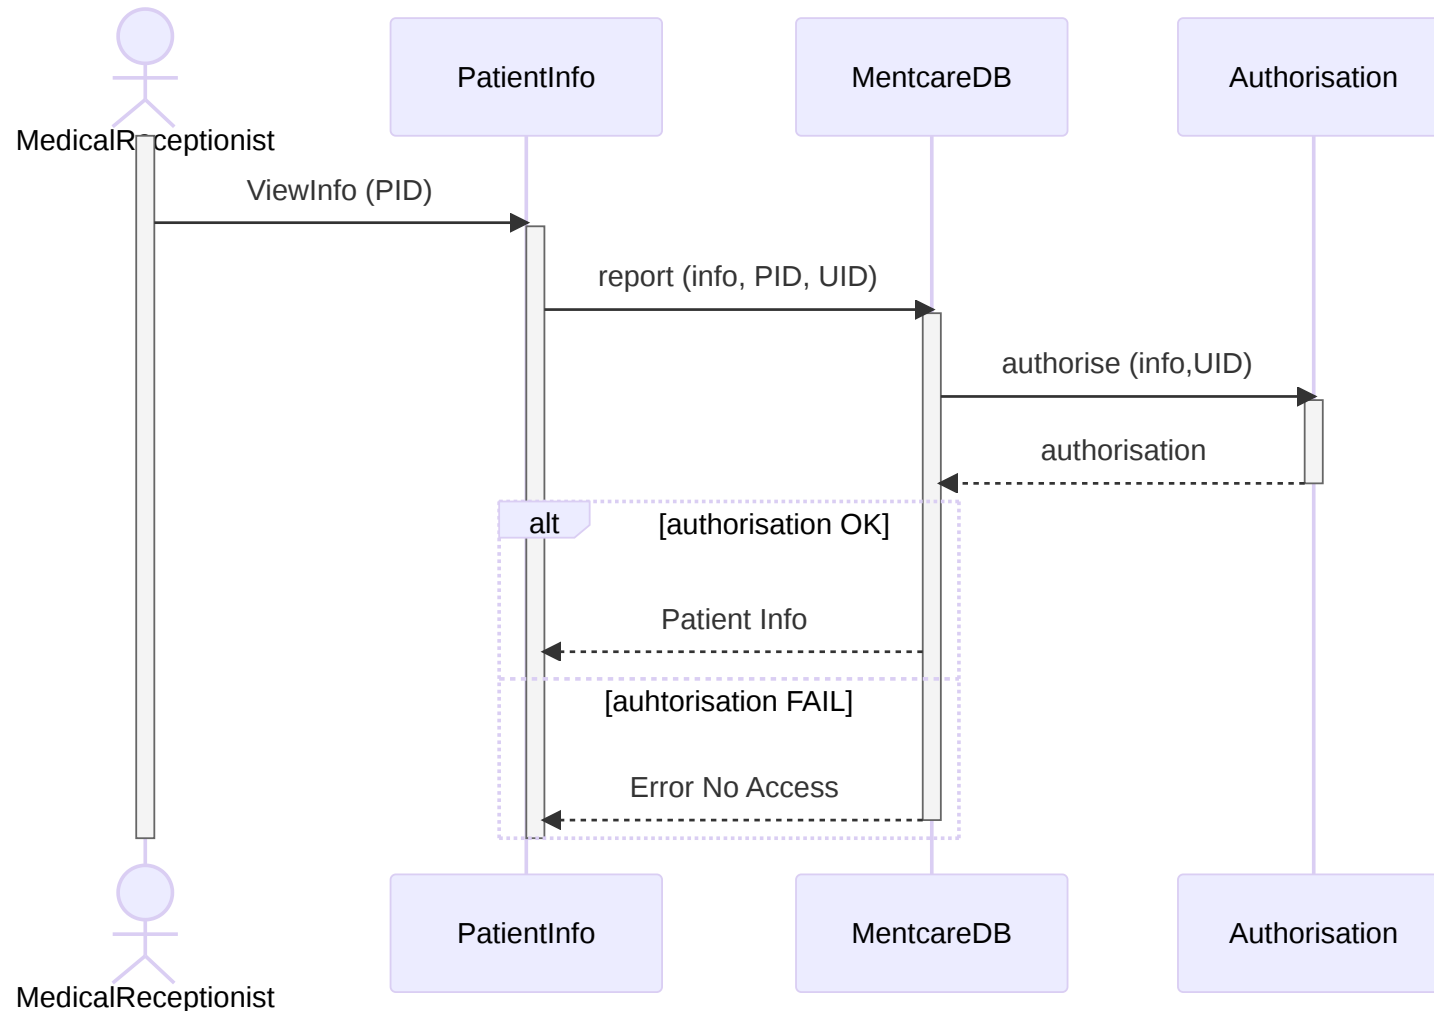 PatientInfo
MentcareDB
Authorisation
MedicalReceptionist
ViewInfo (PID)
report (info, PID, UID)
authorise (info,UID)
authorisation
alt
[authorisation OK]
Patient Info
[auhtorisation FAIL]
Error No Access
PatientInfo
MentcareDB
Authorisation
MedicalReceptionist